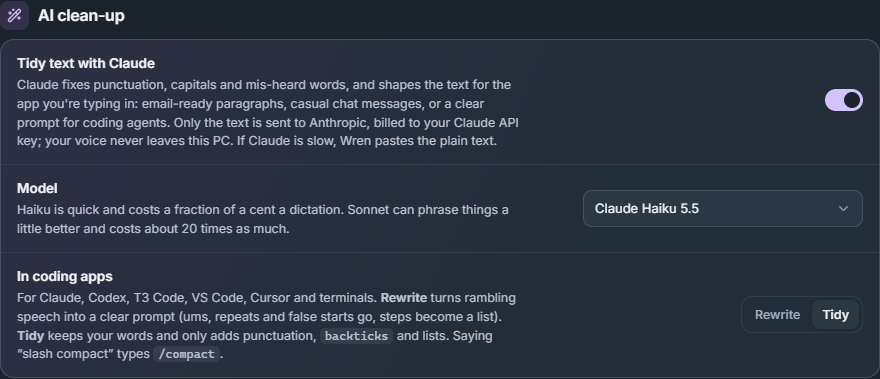 AI clean-up
Tidy text with Claude
Claude fixes punctuation, capitals and mis-heard words, and shapes the text for the
app you're typing in: email-ready paragraphs, casual chat messages, or a clear
prompt for coding agents. Only the text is sent to Anthropic, billed to your Claude API
key; your voice never leaves this PC. If Claude is slow, Wren pastes the plain text.
Model
Haiku is quick and costs a fraction of a cent a dictation. Sonnet can phrase things a
little better and costs about 20 times as much.
Claude Haiku 5.5
In coding apps
For Claude, Codex, T3 Code, VS Code, Cursor and terminals. Rewrite turns rambling
speech into a clear prompt (ums, repeats and false starts go, steps become a list).
Tidy keeps your words and only adds punctuation, backticks and lists. Saying
“slash compact” types /compact.
Rewrite Tidy